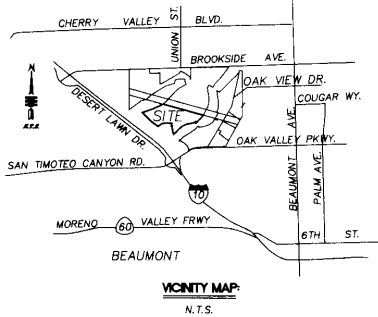 CHERRY VALLEY BLVD.
UNION ST.
BROOKSIDE AVE.
N.T.S.
OAK VIEW DR.
COUGAR WY.
DESERT LAWN DR.
SITE
BEAUMONT AVE.
PALM AVE.
OAK VALLEY PKWY.
SAN TIMOTEO CANYON RD.
10
MORENO 60 VALLEY FRWY
6TH ST.
BEAUMONT
VICINITY MAP:
N.T.S.